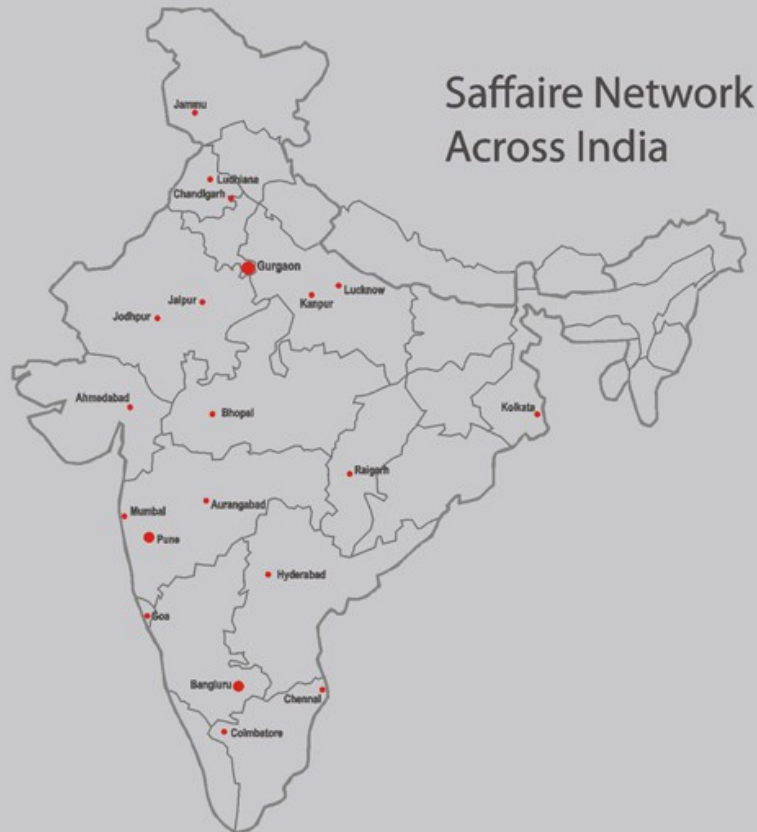 Saffaire Network
Across India
Jammu
Ludhiana
Chandigarh
Gurgaon
Lucknow
Kanpur
Jaipur
Jodhpur
Ahmedabad
Bhopal
Kolkata
Raigarh
Aurangabad
Mumbai
Pune
Hyderabad
Goa
Bangluru
Chennai
Coimbatore